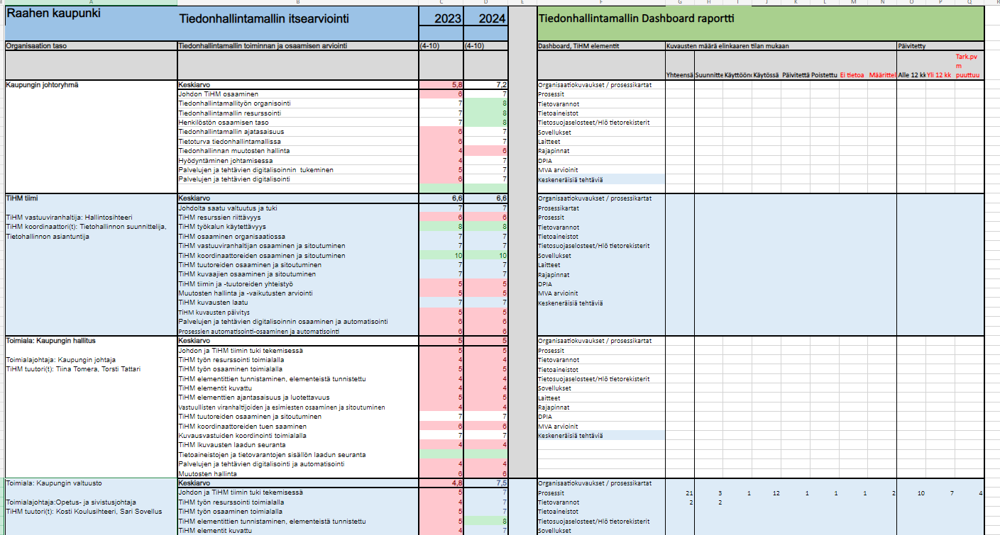 A B C D E F G H I J K L M N O P Q
Raahen kaupunki Tiedonhallintamallin itsearviointi 2023 2024 Tiedonhallintamallin Dashboard raportti
Organisaation taso Tiedonhallintamallin toiminnan ja osaamisen arviointi (4-10) (4-10) Dashboard, TiHM elementit Kuvausten määrä elinkaaren tilan mukaan Päivitetty
Yhteensä Suunnitte Käyttöön Käytössä Päivitettä Poistettu Ei tietoa Määrittel Alle 12 kk Yli 12 kk Tark.pv m puuttuu
Kaupungin johtoryhmä Keskiarvo 5,8 7,2 Organisaatiokuvaukset / prosessikartat
Johdon TiHM osaaminen 6 7 Prosessit
Tiedonhallintamallityön organisointi 7 8 Tietovarannot
Tiedonhallintamallin resurssointi 7 8 Tietoaineistot
Henkilöstön osaamisen taso 7 8 Tietosuojaselosteet/Hlö tietorekisterit
Tiedonhallintamallin ajatasaisuus 6 7 Sovellukset
Tietoturva tiedonhallintamallissa 6 7 Laitteet
Tiedonhallinnan muutosten hallinta 4 6 Rajapinnat
Hyödyntäminen johtamisessa 4 7 DPIA
Palvelujen ja tehtävien digitalisoinnin tukeminen 5 7 MVA arvioinit
Palvelujen ja tehtävien digitalisointi 6 7 Keskeneräisiä tehtäviä
TiHM tiimi Keskiarvo 6,6 6,6 Organisaatiokuvaukset / prosessikartat
Johdolta saatu valtuutus ja tuki 7 7 Prosessikartat
TiHM vastuuviranhaltija: Hallintosihteeri TiHM resurssien riittävyys 6 6 Prosessit
TiHM koordinaattori(t): Tietohallinnon suunnittelija, TiHM työkalun käytettävyys 8 8 Tietovarannot
Tietohallinnon asiantuntija TiHM osaaminen organisaatiossa 7 7 Tietoaineistot
TiHM vastuuviranhaltijan osaaminen ja sitoutuminen 7 7 Tietosuojaselosteet/Hlö tietorekisterit
TiHM koordinaattoreiden osaaminen ja sitoutuminen 10 10 Sovellukset
TiHM tuutoreiden osaaminen ja sitoutuminen 7 7 Laitteet
TiHM kuvaajien osaaminen ja sitoutuminen 7 7 Rajapinnat
TiHM tiimin ja -tuutoreiden yhteistyö 5 5 DPIA
Muutosten hallinta ja -vaikutusten arviointi 5 5 MVA arvioinit
TiHM kuvausten laatu 7 7 Keskeneräisiä tehtäviä
TiHM kuvausten päivitys 5 5
Palvelujen ja tehtävien digitalisoinnin osaaminen ja automatisointi 6 6
Prosessien automatisointi-osaaminen ja automatisointi 6 6
Toimiala: Kaupungin hallitus Keskiarvo 5 5 Organisaatiokuvaukset / prosessikartat
Johdon ja TiHM tiimin tuki tekemisessä 5 5 Prosessit
Toimialajohtaja: Kaupungin johtaja TiHM työn resurssointi toimialalla 4 4 Tietovarannot
TiHM tuutori(t): Tiina Tomera, Torsti Tattari TiHM työn osaaminen toimialalla 5 5 Tietoaineistot
TiHM elementittien tunnistaminen, elementeistä tunnistettu 4 4 Tietosuojaselosteet/Hlö tietorekisterit
TiHM elementit kuvattu 4 4 Sovellukset
TiHM elementtien ajantasaisuus ja luotettavuus 5 5 Laitteet
Vastuullisten viranhaltijoiden ja esimiesten osaaminen ja sitoutuminen 4 4 Rajapinnat
TiHM tuutoreiden osaaminen ja sitoutuminen 7 7 DPIA
TiHM koordinaattoreiden tuen saaminen 6 6 MVA arvioinit
Kuvausvastuiden koordinointi toimialalla 7 7 Keskeneräisiä tehtäviä
TiHM lkuvausten laadun seuranta 4 4
Tietoaineistojen ja tietovarantojen sisällön laadun seuranta
Palvelujen ja tehtävien digitalisointi ja automatisointi 4 4
Muutosten hallinta 6 6
Toimiala: Kaupungin valtuusto Keskiarvo 4,8 7,5 Organisaatiokuvaukset / prosessikartat
Johdon ja TiHM tiimin tuki tekemisessä 5 7 Prosessit 21 3 1 12 1 1 1 2 10 7 4
Toimialajohtaja:Opetus- ja sivistusjohtaja TiHM työn resurssointi toimialalla 4 7 Tietovarannot 2 2
TiHM tuutori(t): Kosti Koulusihteeri, Sari Sovellus TiHM työn osaaminen toimialalla 5 7 Tietoaineistot
TiHM elementittien tunnistaminen, elementeistä tunnistettu 5 8 Tietosuojaselosteet/Hlö tietorekisterit
TiHM elementit kuvattu 4 7 Sovellukset